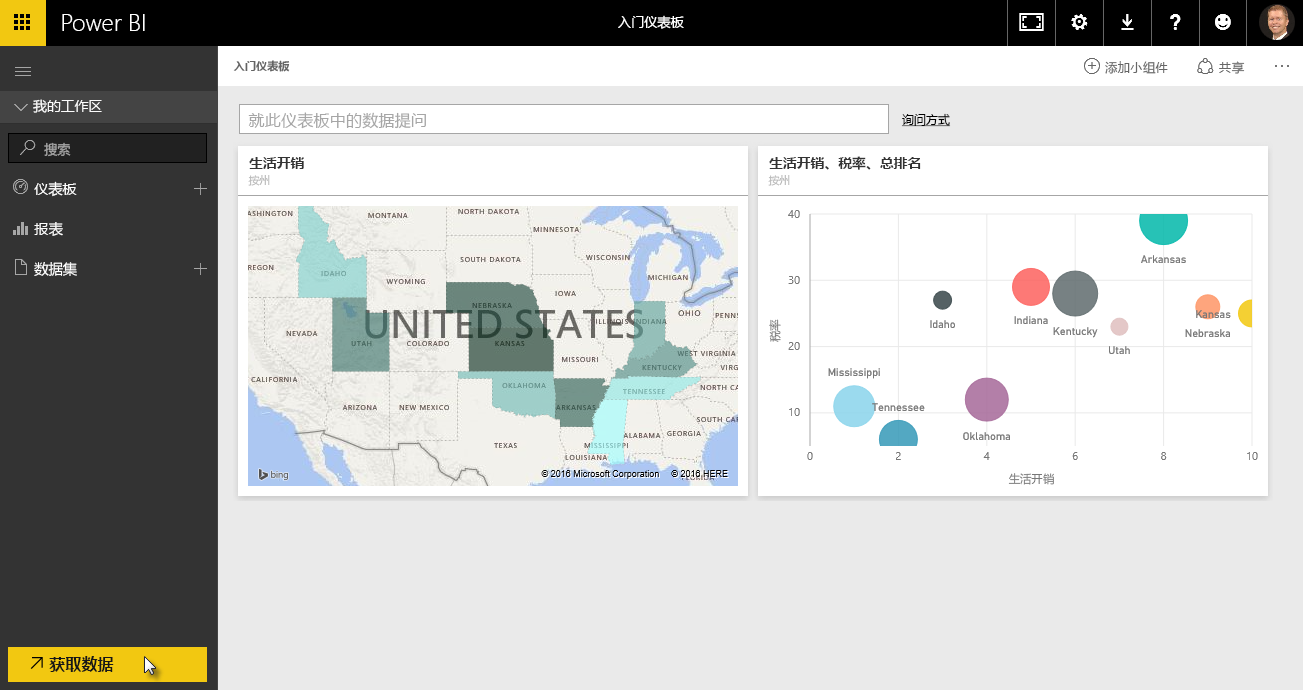 Power BI
入门仪表板
?
入门仪表板
添加小组件
共享
...
我的工作区
搜索
仪表板
报表
数据集
获取数据
就此仪表板中的数据提问
询问方式
生活开销
按州
ASHINGTON
MONTANA
NORTH DAKOTA
MINNESOTA
REGON
IDAHO
SOUTH DAKOTA
WISCONSIN
MICHIGAN
WYOMING
IOWA
NEBRASKA
UNITED STATES
ILLINOIS
INDIANA
OHIO
PENNS
NEVADA
UTAH
COLORADO
KANSAS
MISSOURI
WEST VIRGINIA
KENTUCKY
VIRG
CALIFORNIA
OKLAHOMA
TENNESSEE
NORTH CA
ARIZONA
NEW MEXICO
ARKANSAS
SOUTH CA
TEXAS
MISSISSIPPI
ALABAMA
GEORGIA
LOUISIANA
FLORIDA
bing
© 2016 Microsoft Corporation
© 2016 HERE
生活开销、税率、总排名
按州
40
30
20
10
税率
Arkansas
Idaho
Indiana
Kentucky
Utah
Kansas
Nebraska
Mississippi
Tennessee
Oklahoma
0
2
4
6
8
10
生活开销